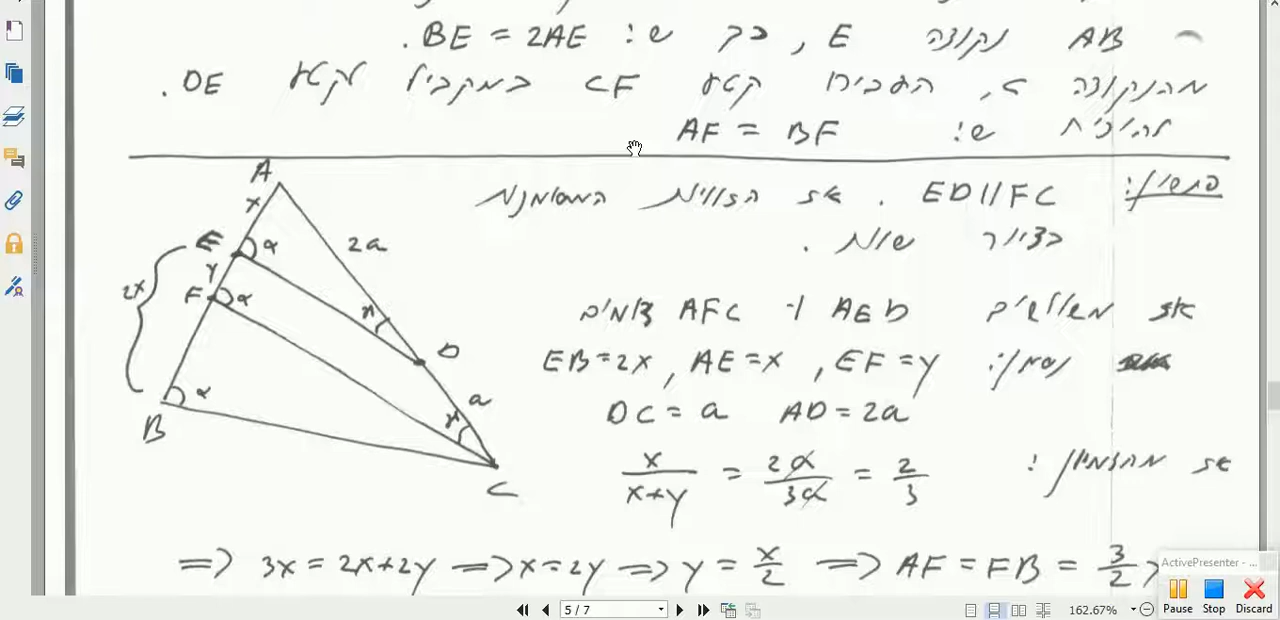 AB נקודה E, כך ש: BE = 2AE.
מהנקודה C, העבירו קטע CF במקביל לקטע DE.
להוכיח ש: AF = BF
פתרון: ED || FC. אז הזוויות המסומנות
בציור שוות.
אז משולשים AED ו- AFC דומים
נסמן: EF = y, AE = x, EB = 2x
AD = 2a DC = a
אז מהדמיון: x/(x+y) = 2a/3a = 2/3
=> 3x = 2x+2y => x = 2y => y = x/2 => AF = FB = 3/2
A
x
E α
2a
y
2x
F α
D
a
B α
C
ActivePresenter - ...
Pause Stop Discard
5 / 7
162.67%